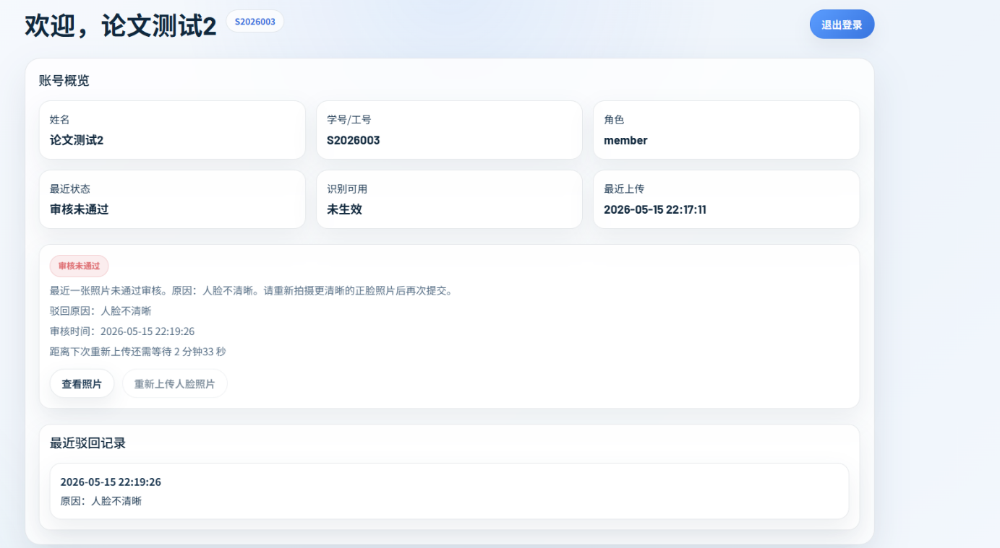 欢迎，论文测试2 S2026003 退出登录
账号概览
姓名
论文测试2
学号/工号
S2026003
角色
member
最近状态
审核未通过
识别可用
未生效
最近上传
2026-05-15 22:17:11
审核未通过
最近一张照片未通过审核。原因：人脸不清晰。请重新拍摄更清晰的正脸照片后再次提交。
驳回原因：人脸不清晰
审核时间：2026-05-15 22:19:26
距离下次重新上传还需等待 2 分钟33 秒
查看照片 重新上传人脸照片
最近驳回记录
2026-05-15 22:19:26
原因：人脸不清晰